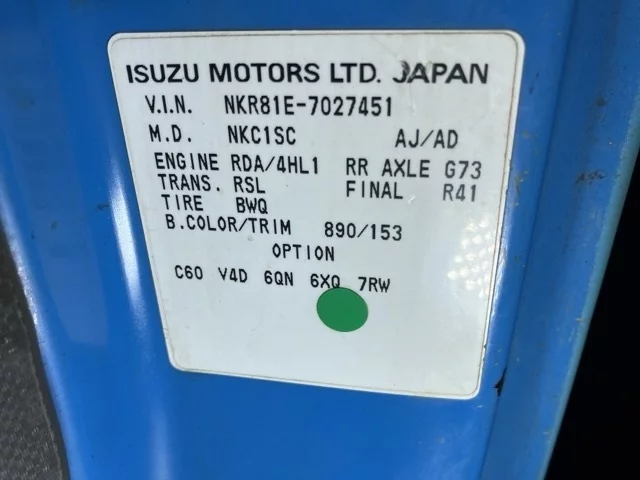 ISUZU MOTORS LTD. JAPAN
V.I.N. NKR81E-7027451
M.D. NKC1SC AJ/AD
ENGINE RDA/4HL1 RR AXLE G73
TRANS. RSL FINAL R41
TIRE BWQ
B.COLOR/TRIM 890/153
OPTION
C60 V4D 6QN 6XQ 7RW